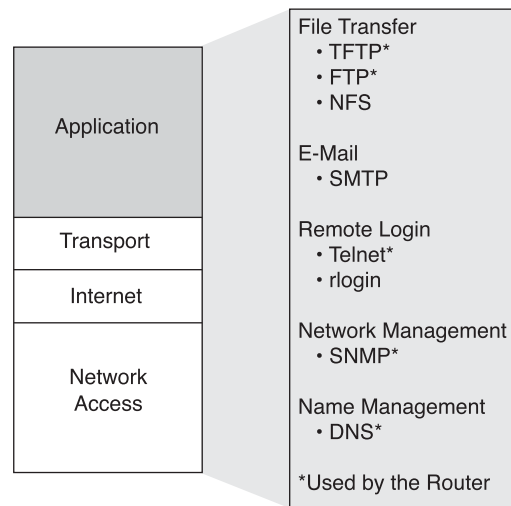 Application
Transport
Internet
Network
Access
File Transfer
• TFTP*
• FTP*
• NFS
E-Mail
• SMTP
Remote Login
• Telnet*
• rlogin
Network Management
• SNMP*
Name Management
• DNS*
*Used by the Router